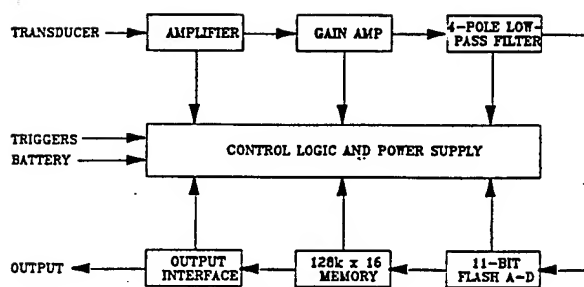 TRANSDUCER
AMPLIFIER
GAIN AMP
4-POLE LOW-
PASS FILTER
TRIGGERS
BATTERY
CONTROL LOGIC AND POWER SUPPLY
OUTPUT
OUTPUT
INTERFACE
128k x 16
MEMORY
11-BIT
FLASH A-D